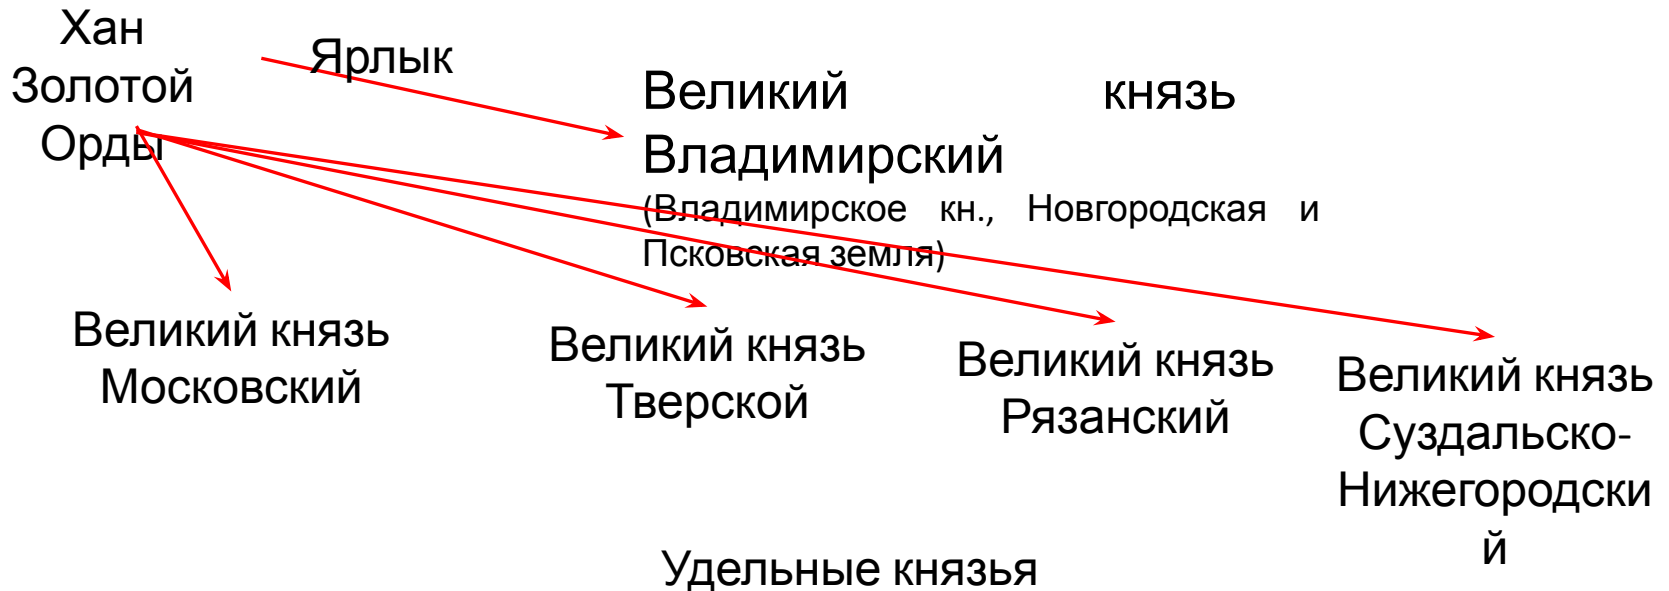 Хан
Золотой
Орды
Ярлык
Великий князь
Владимирский
(Владимирское кн., Новгородская и
Псковская земля)
Великий князь
Московский
Великий князь
Тверской
Великий князь
Рязанский
Великий князь
Суздальско-
Нижегородски
й
Удельные князья